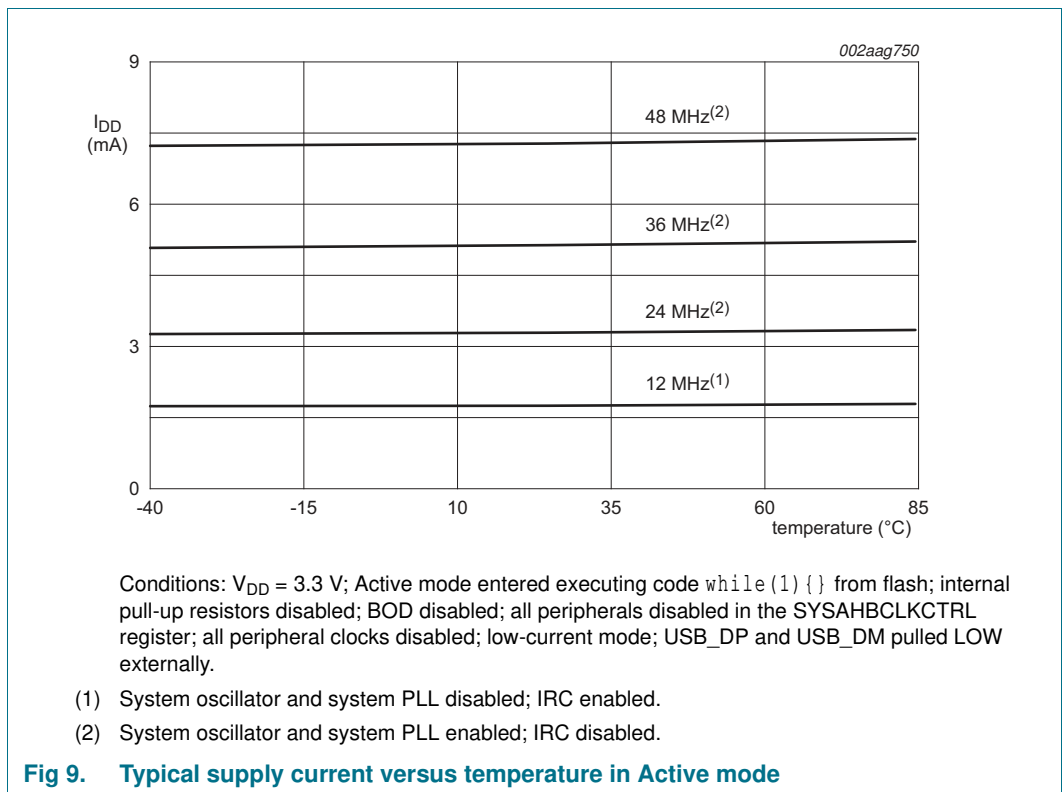 002aag750
9
I_DD
(mA)
48 MHz(2)
6
36 MHz(2)
24 MHz(2)
3
12 MHz(1)
0
-40 -15 10 35 60 85
temperature (°C)
Conditions: V_DD = 3.3 V; Active mode entered executing code while(1){} from flash; internal
pull-up resistors disabled; BOD disabled; all peripherals disabled in the SYSAHBCLKCTRL
register; all peripheral clocks disabled; low-current mode; USB_DP and USB_DM pulled LOW
externally.
(1) System oscillator and system PLL disabled; IRC enabled.
(2) System oscillator and system PLL enabled; IRC disabled.
Fig 9. Typical supply current versus temperature in Active mode